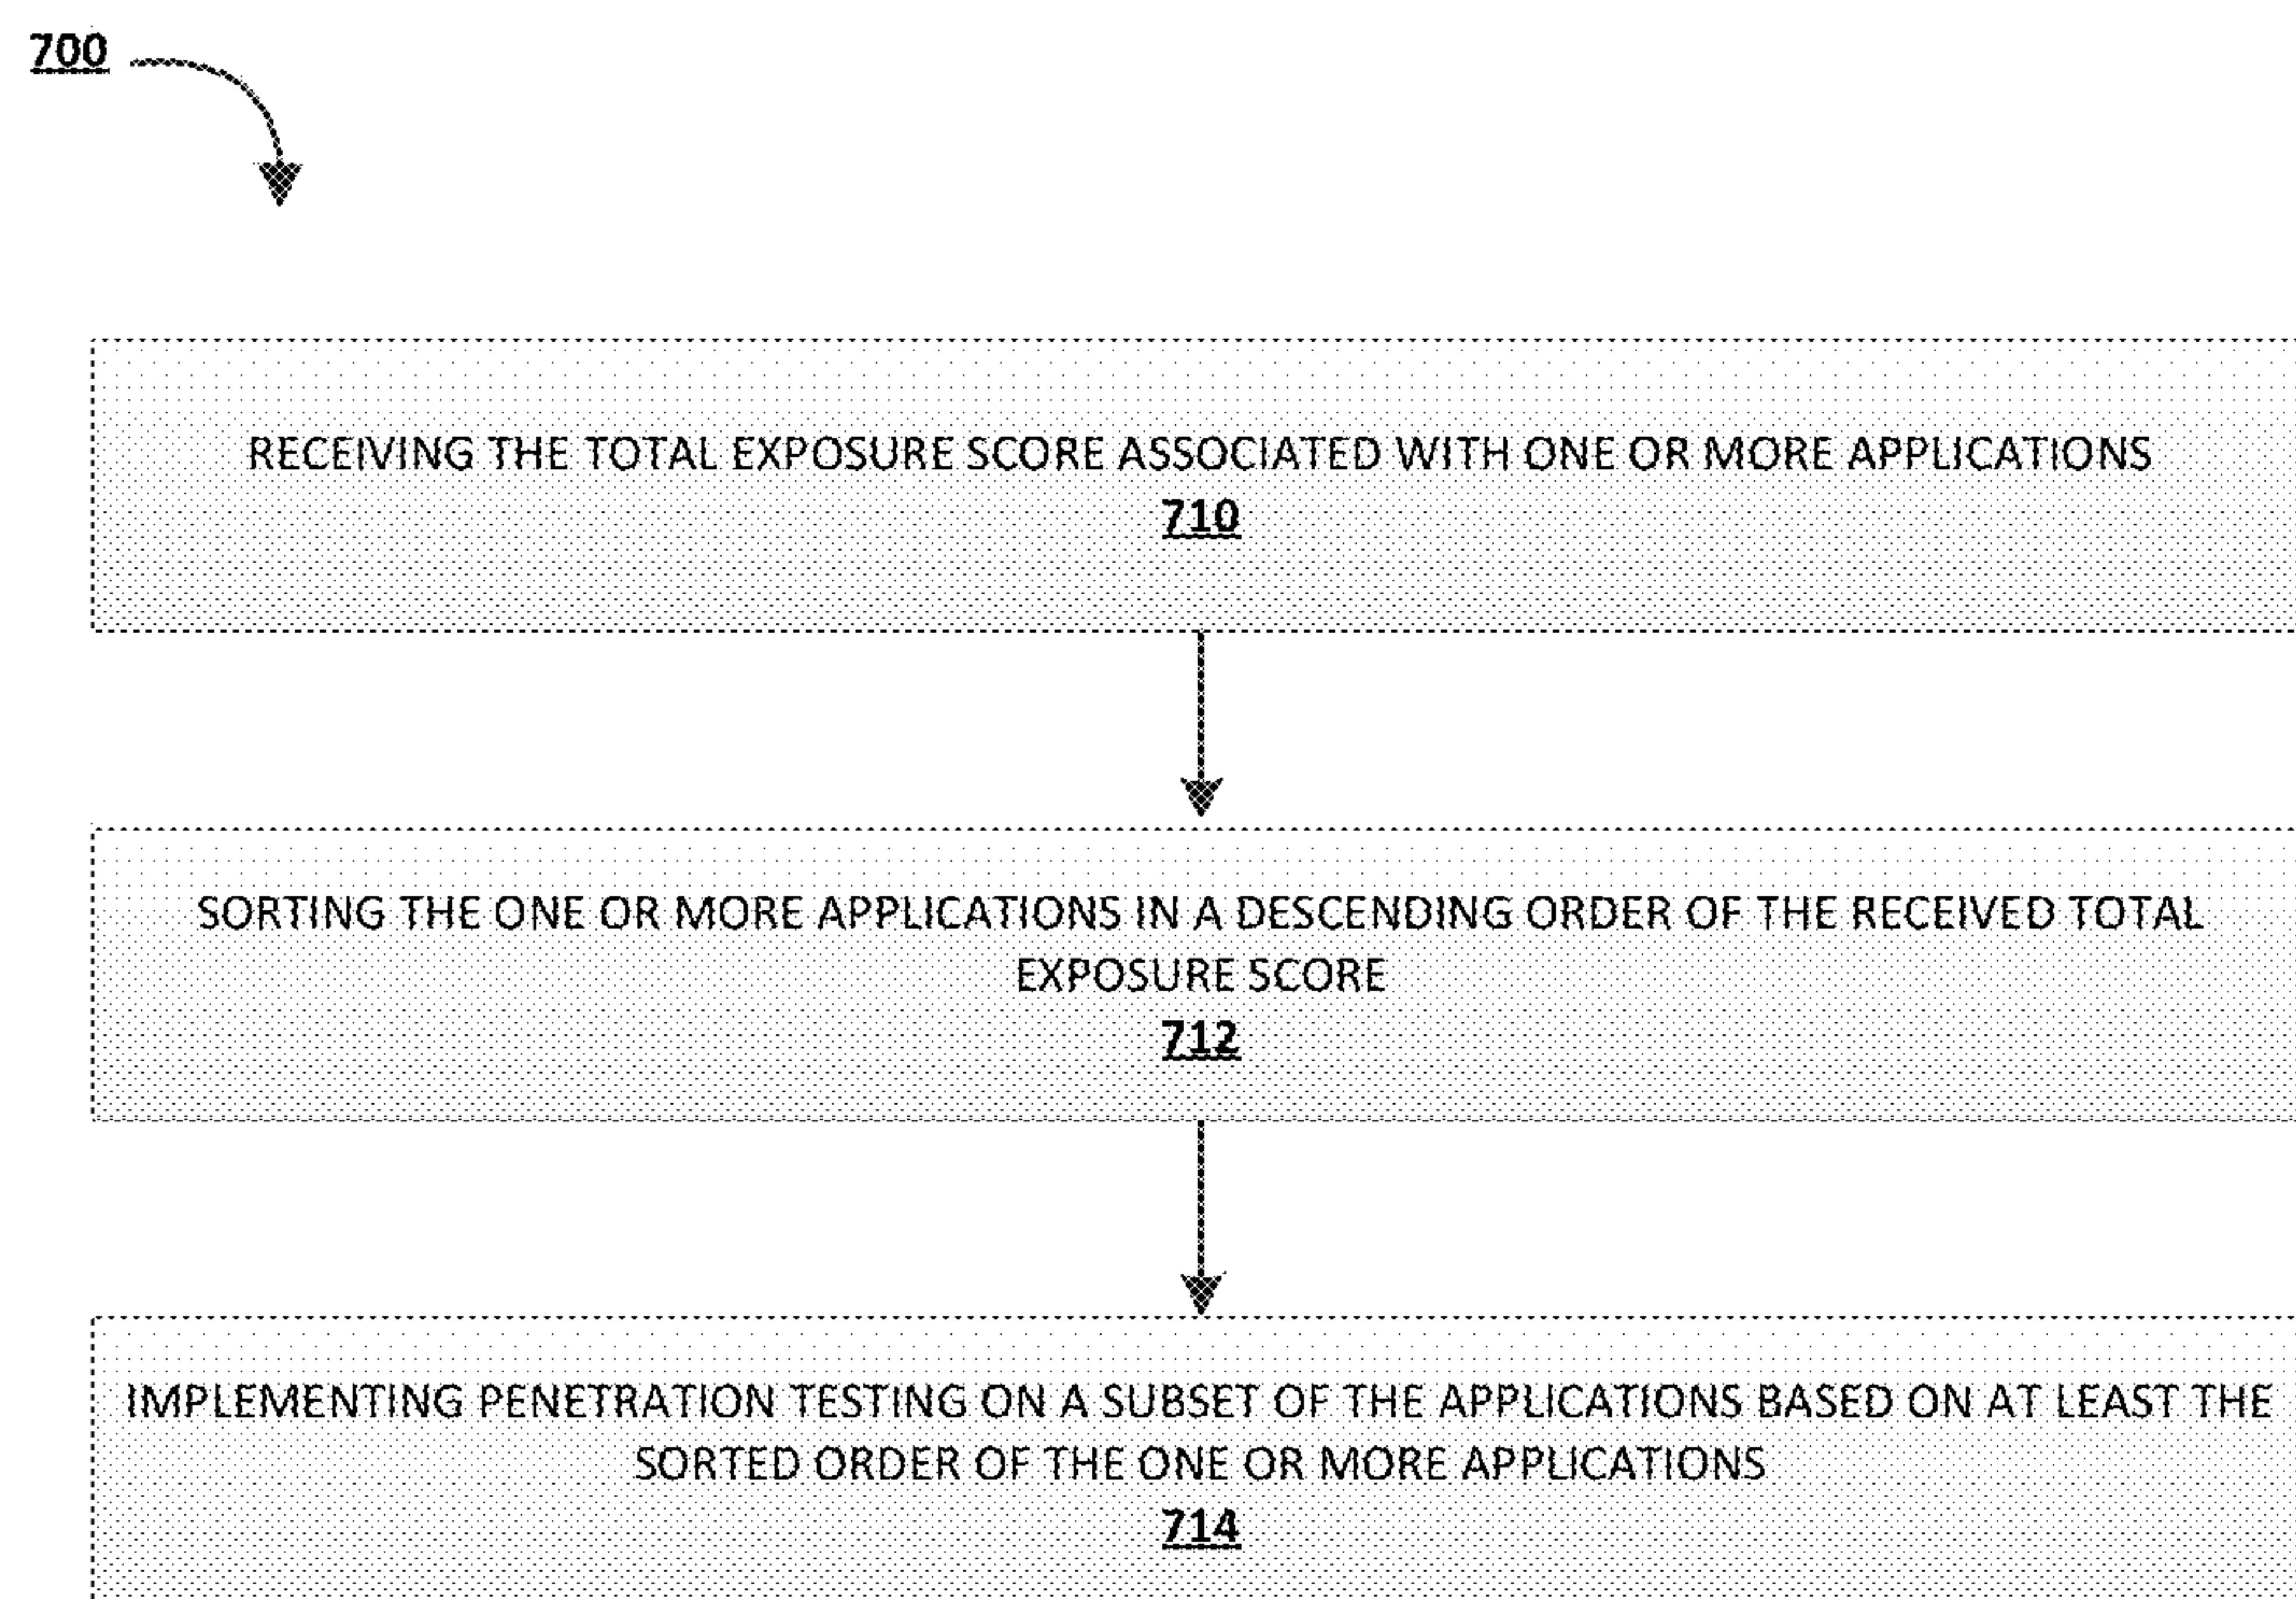 700
RECEIVING THE TOTAL EXPOSURE SCORE ASSOCIATED WITH ONE OR MORE APPLICATIONS
710
SORTING THE ONE OR MORE APPLICATIONS IN A DESCENDING ORDER OF THE RECEIVED TOTAL
EXPOSURE SCORE
712
IMPLEMENTING PENETRATION TESTING ON A SUBSET OF THE APPLICATIONS BASED ON AT LEAST THE
SORTED ORDER OF THE ONE OR MORE APPLICATIONS
714